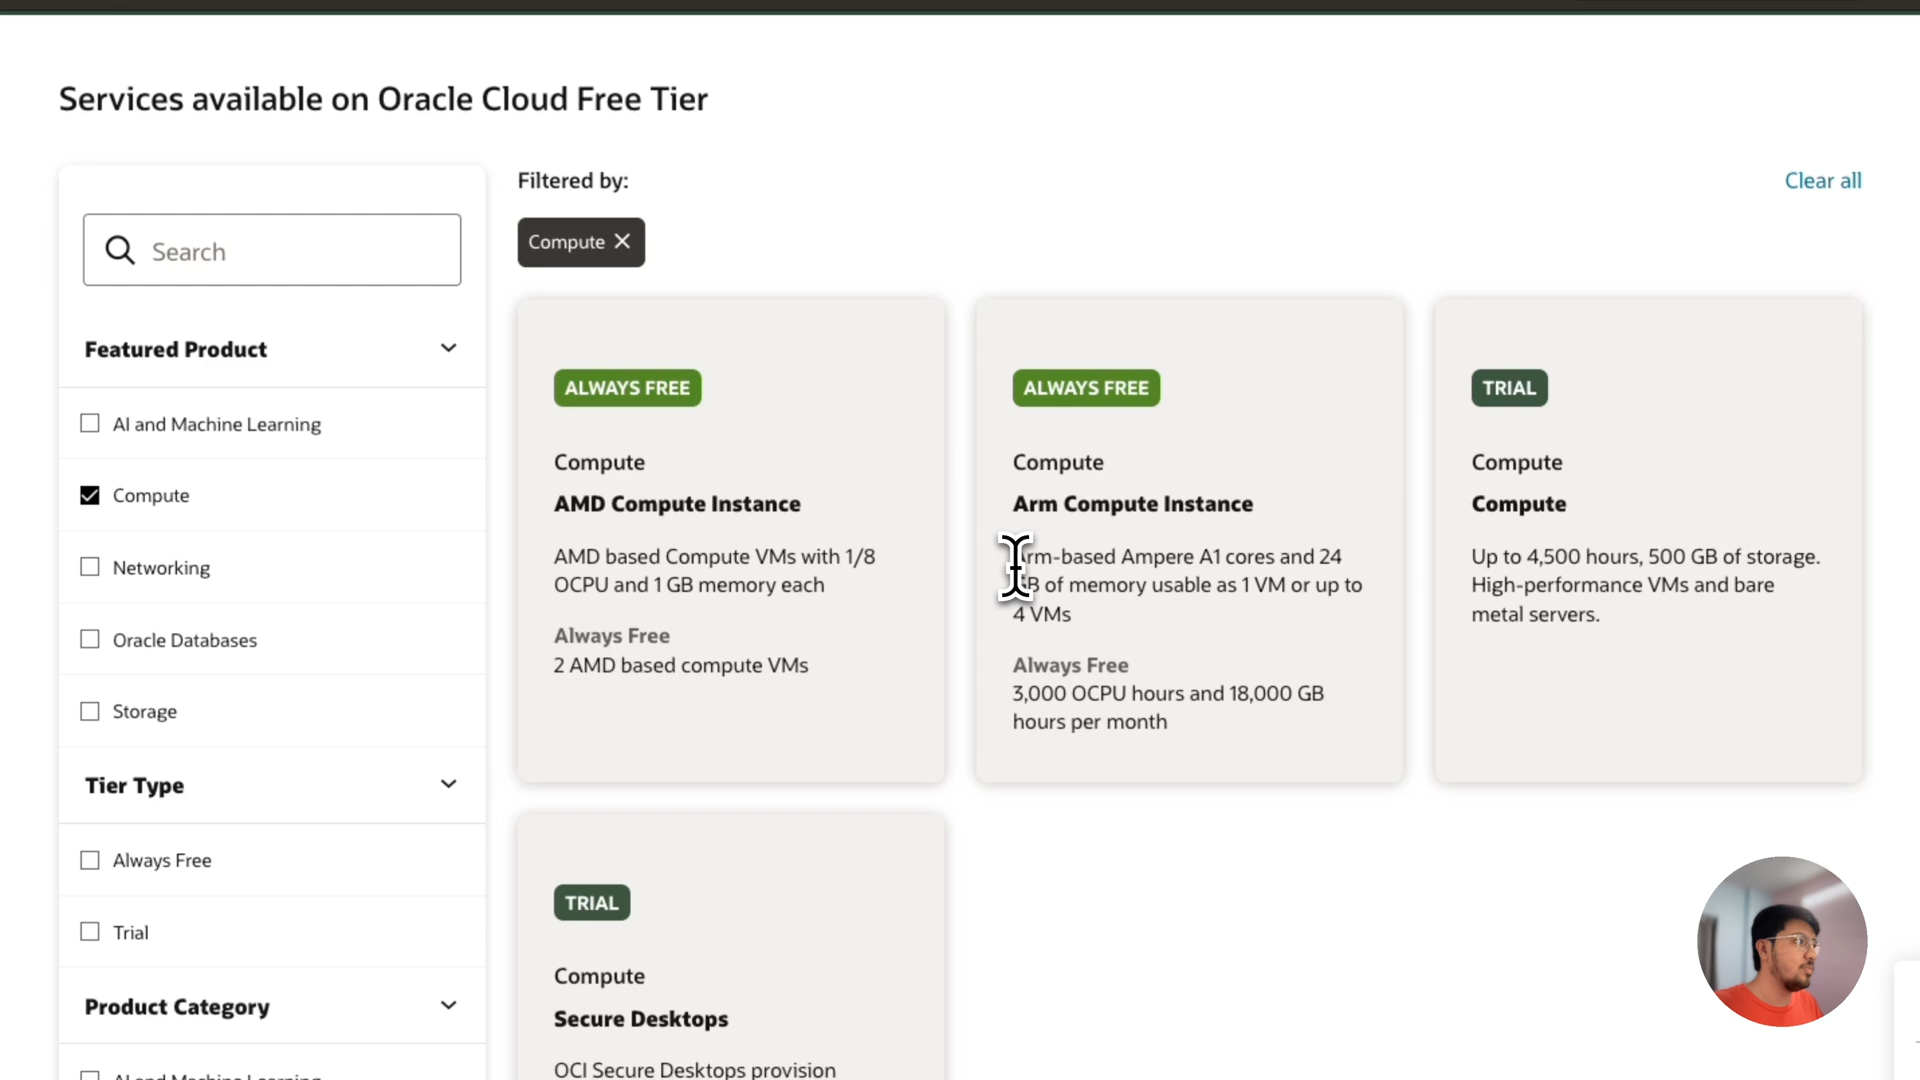 Services available on Oracle Cloud Free Tier
Search
Featured Product
AI and Machine Learning
Compute
Networking
Oracle Databases
Storage
Tier Type
Always Free
Trial
Product Category
AI and Machine Learning
Filtered by:
Clear all
Compute
ALWAYS FREE
Compute
AMD Compute Instance
AMD based Compute VMs with 1/8
OCPU and 1 GB memory each
Always Free
2 AMD based compute VMs
ALWAYS FREE
Compute
Arm Compute Instance
Arm-based Ampere A1 cores and 24
GB of memory usable as 1 VM or up to
4 VMs
Always Free
3,000 OCPU hours and 18,000 GB
hours per month
TRIAL
Compute
Compute
Up to 4,500 hours, 500 GB of storage.
High-performance VMs and bare
metal servers.
TRIAL
Compute
Secure Desktops
OCI Secure Desktops provision